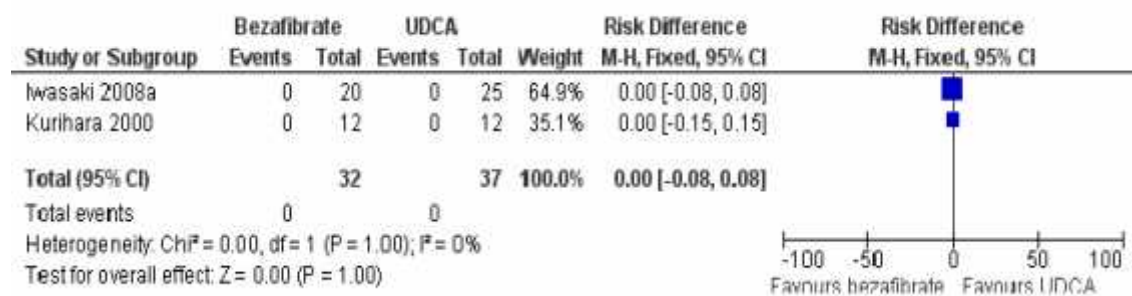 Bezafibrate UDCA Risk Difference Risk Difference
Study or Subgroup Events Total Events Total Weight M-H, Fixed, 95% CI M-H, Fixed, 95% CI
Iwasaki 2008a 0 20 0 25 64.9% 0.00 [-0.08, 0.08]
Kurihara 2000 0 12 0 12 35.1% 0.00 [-0.15, 0.15]
Total (95% CI) 32 37 100.0% 0.00 [-0.08, 0.08]
Total events 0 0
Heterogeneity: Chi² = 0.00, df = 1 (P = 1.00); I² = 0%
Test for overall effect: Z = 0.00 (P = 1.00)
-100 -50 0 50 100
Favours bezafibrate Favours UDCA